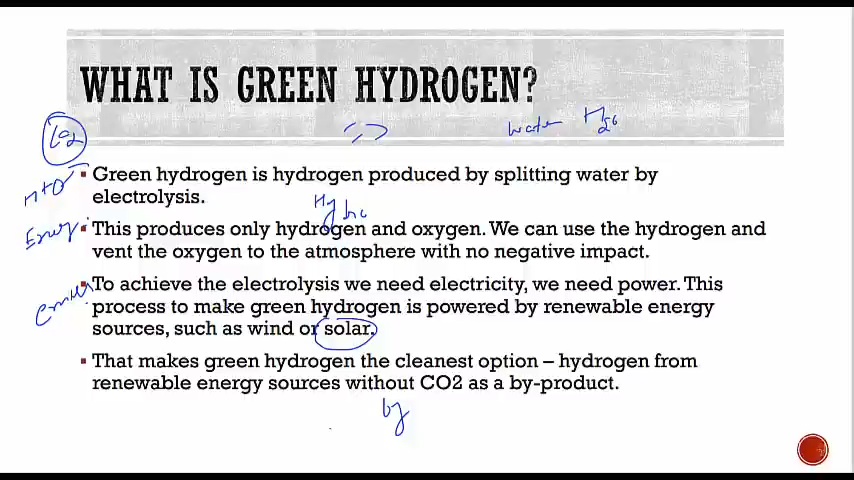 WHAT IS GREEN HYDROGEN?
water H20
Green hydrogen is hydrogen produced by splitting water by
electrolysis.
This produces only hydrogen and oxygen. We can use the hydrogen and
vent the oxygen to the atmosphere with no negative impact.
To achieve the electrolysis we need electricity, we need power. This
process to make green hydrogen is powered by renewable energy
sources, such as wind or solar.
That makes green hydrogen the cleanest option – hydrogen from
renewable energy sources without CO2 as a by-product.
by